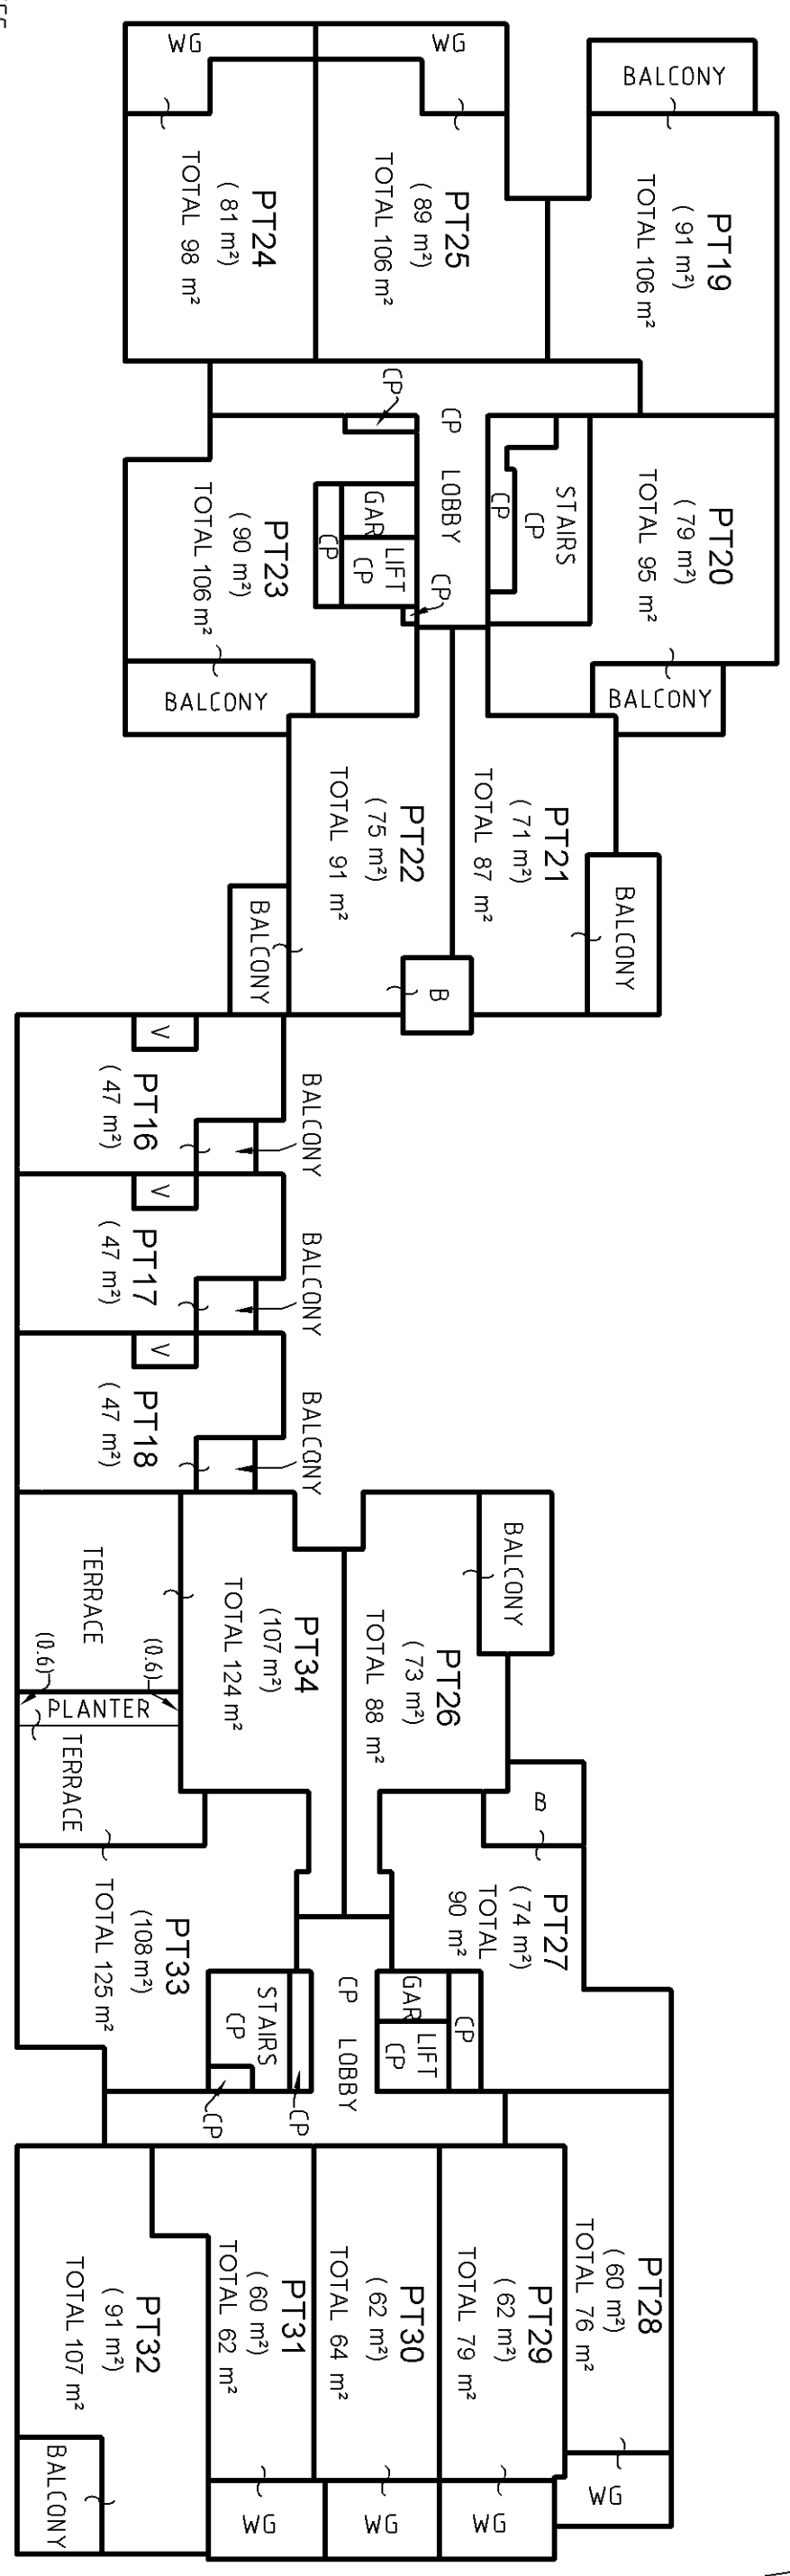 WG
WG
BALCONY
PT24
( 81 m²)
TOTAL 98 m²
PT25
( 89 m²)
TOTAL 106 m²
PT19
( 91 m²)
TOTAL 106 m²
CP
CP LOBBY
GAR
LIFT
CP
CP
CP
STAIRS
CP
CP
PT23
( 90 m²)
TOTAL 106 m²
BALCONY
PT20
( 79 m²)
TOTAL 95 m²
BALCONY
PT22
( 75 m²)
TOTAL 91 m²
BALCONY
PT21
( 71 m²)
TOTAL 87 m²
BALCONY
B
V
PT16
( 47 m²)
BALCONY
V
PT17
( 47 m²)
BALCONY
V
PT18
( 47 m²)
BALCONY
TERRACE
(0.6)
(0.6)
PLANTER
TERRACE
PT34
(107 m²)
TOTAL 124 m²
PT26
( 73 m²)
TOTAL 88 m²
BALCONY
B
PT33
(108 m²)
TOTAL 125 m²
PT27
( 74 m²)
TOTAL
90 m²
STAIRS
CP
CP
CP
CP LOBBY
GAR
LIFT
CP
CP
PT32
( 91 m²)
TOTAL 107 m²
BALCONY
PT31
( 60 m²)
TOTAL 62 m²
WG
PT30
( 62 m²)
TOTAL 64 m²
WG
PT29
( 62 m²)
TOTAL 79 m²
WG
PT28
( 60 m²)
TOTAL 76 m²
WG